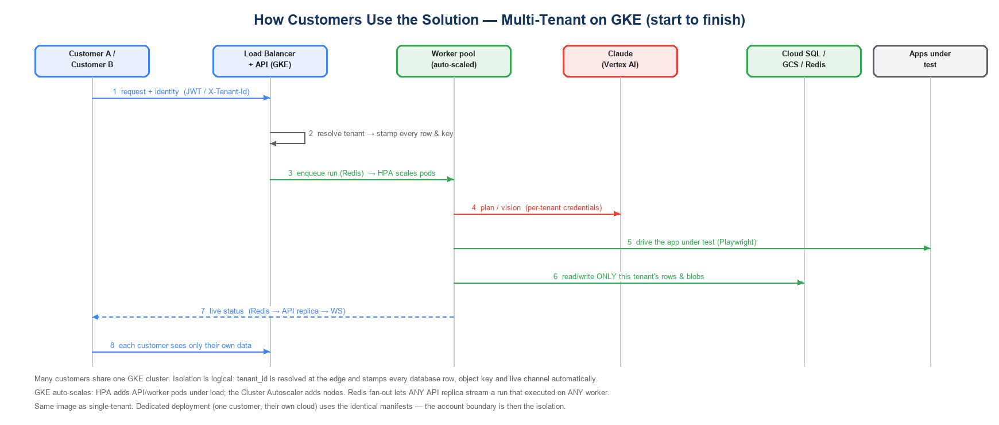 How Customers Use the Solution — Multi-Tenant on GKE (start to finish)
Customer A /
Customer B
Load Balancer
+ API (GKE)
Worker pool
(auto-scaled)
Claude
(Vertex AI)
Cloud SQL /
GCS / Redis
Apps under
test
1 request + identity (JWT / X-Tenant-Id)
2 resolve tenant → stamp every row & key
3 enqueue run (Redis) → HPA scales pods
4 plan / vision (per-tenant credentials)
5 drive the app under test (Playwright)
6 read/write ONLY this tenant's rows & blobs
7 live status (Redis → API replica → WS)
8 each customer sees only their own data
Many customers share one GKE cluster. Isolation is logical: tenant_id is resolved at the edge and stamps every database row, object key and live channel automatically.
GKE auto-scales: HPA adds API/worker pods under load; the Cluster Autoscaler adds nodes. Redis fan-out lets ANY API replica stream a run that executed on ANY worker.
Same image as single-tenant. Dedicated deployment (one customer, their own cloud) uses the identical manifests — the account boundary is then the isolation.